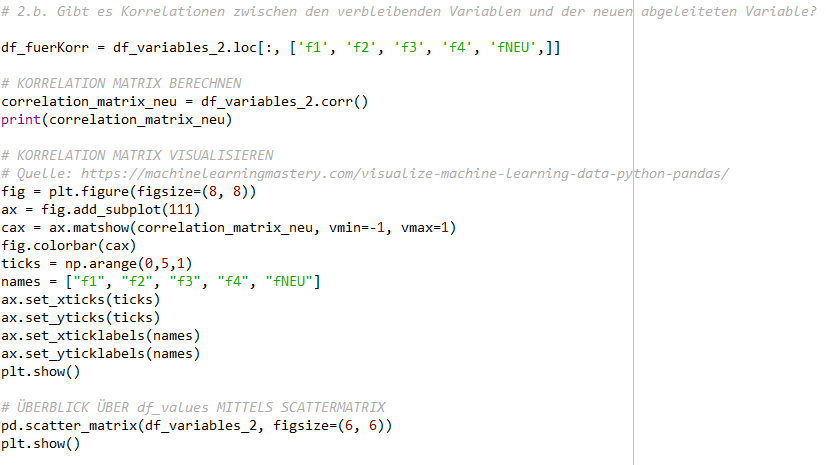 # 2.b. Gibt es Korrelationen zwischen den verbleibenden Variablen und der neuen abgeleiteten Variable?
df_fuerKorr = df_variables_2.loc[:, ['f1', 'f2', 'f3', 'f4', 'fNEU',]]
# KORRELATION MATRIX BERECHNEN
correlation_matrix_neu = df_variables_2.corr()
print(correlation_matrix_neu)
# KORRELATION MATRIX VISUALISIEREN
# Quelle: https://machinelearningmastery.com/visualize-machine-learning-data-python-pandas/
fig = plt.figure(figsize=(8, 8))
ax = fig.add_subplot(111)
cax = ax.matshow(correlation_matrix_neu, vmin=-1, vmax=1)
fig.colorbar(cax)
ticks = np.arange(0,5,1)
names = ["f1", "f2", "f3", "f4", "fNEU"]
ax.set_xticks(ticks)
ax.set_yticks(ticks)
ax.set_xticklabels(names)
ax.set_yticklabels(names)
plt.show()
# ÜBERBLICK ÜBER df_values MITTELS SCATTERMATRIX
pd.scatter_matrix(df_variables_2, figsize=(6, 6))
plt.show()